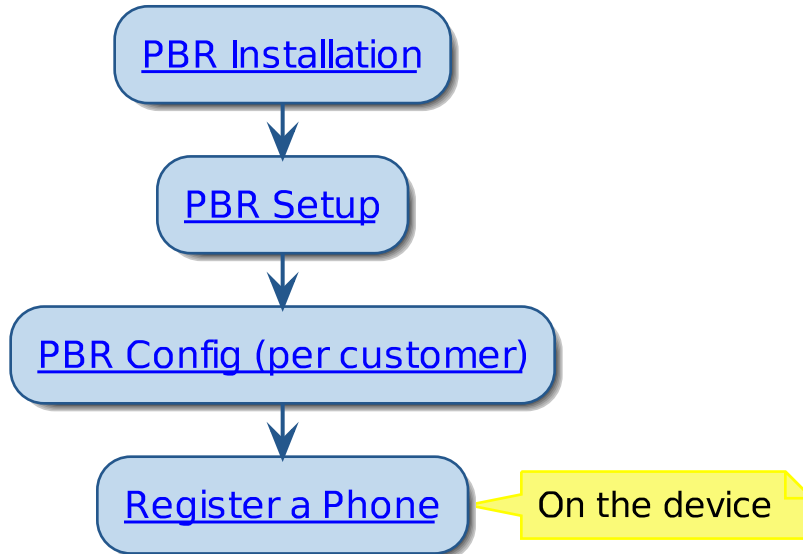 PBR Installation
PBR Setup
PBR Config (per customer)
Register a Phone
On the device